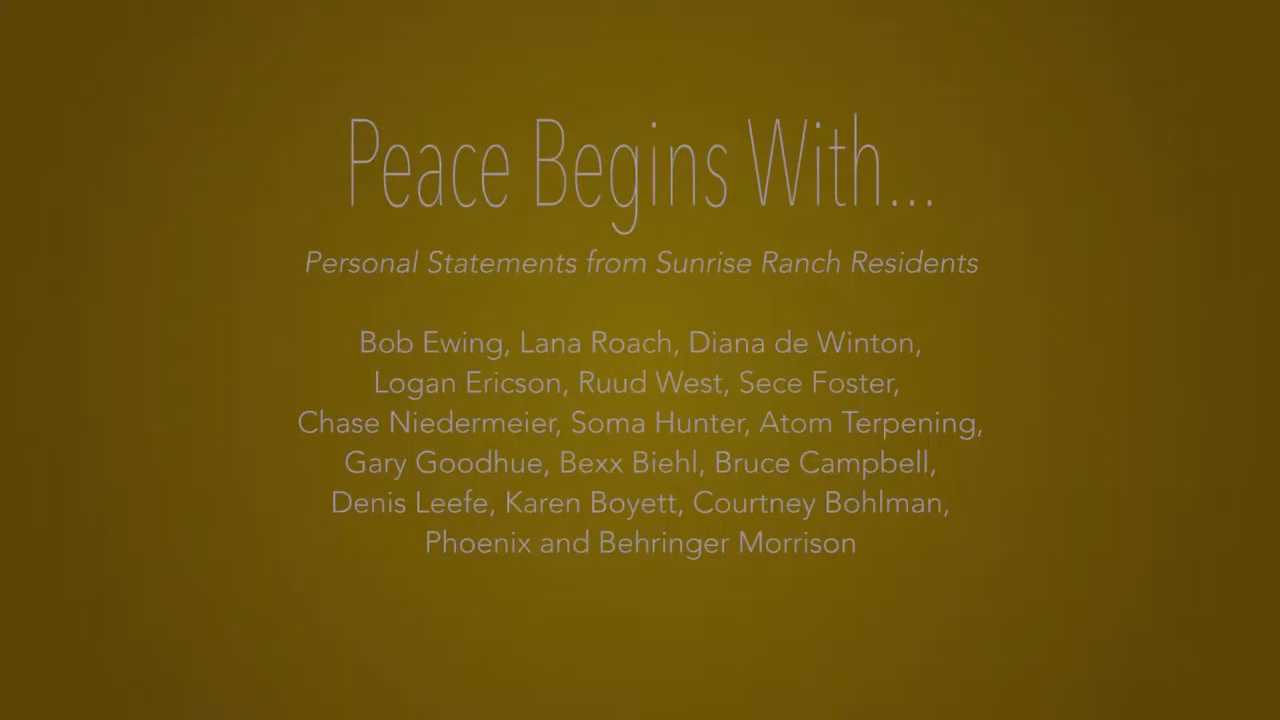 Peace Begins With...
Personal Statements from Sunrise Ranch Residents
Bob Ewing, Lana Roach, Diana de Winton,
Logan Ericson, Ruud West, Sece Foster,
Chase Niedermeier, Soma Hunter, Atom Terpening,
Gary Goodhue, Bexx Biehl, Bruce Campbell,
Denis Leefe, Karen Boyett, Courtney Bohlman,
Phoenix and Behringer Morrison